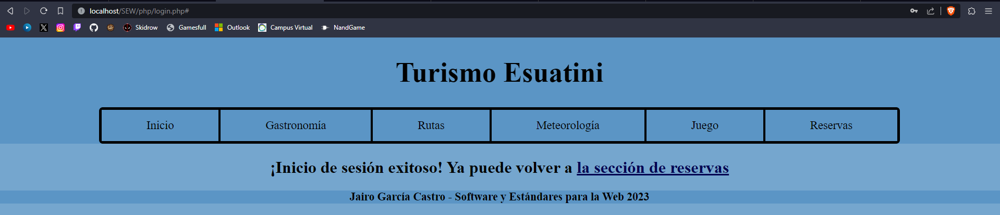 localhost/SEW/php/login.php#
Skidrow Gamesfull Outlook Campus Virtual NandGame
Turismo Esuatini
Inicio Gastronomía Rutas Meteorología Juego Reservas
¡Inicio de sesión exitoso! Ya puede volver a la sección de reservas
Jairo García Castro - Software y Estándares para la Web 2023